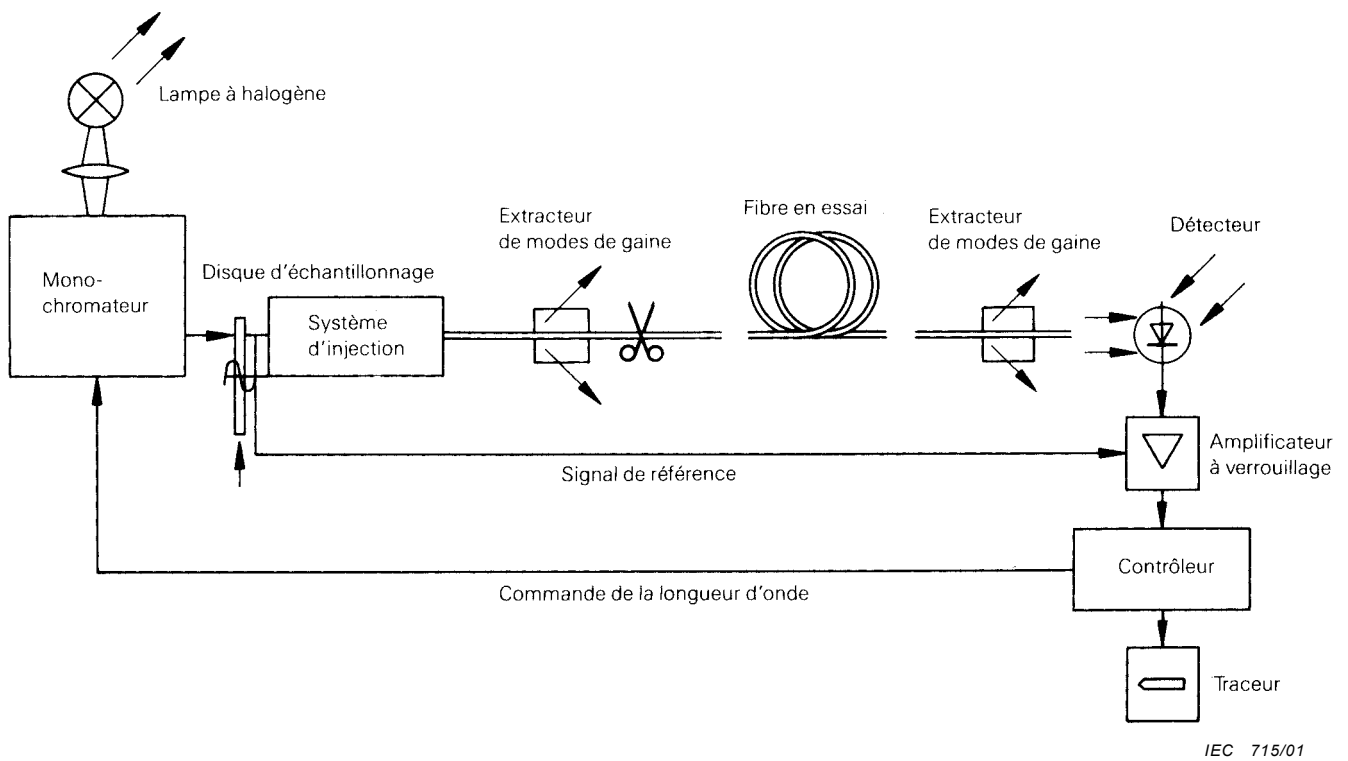 Lampe à halogène
Mono-
chromateur
Disque d'échantillonnage
Système
d'injection
Extracteur
de modes de gaine
Fibre en essai
Extracteur
de modes de gaine
Détecteur
Signal de référence
Amplificateur
à verrouillage
Commande de la longueur d'onde
Contrôleur
Traceur
IEC 715/01